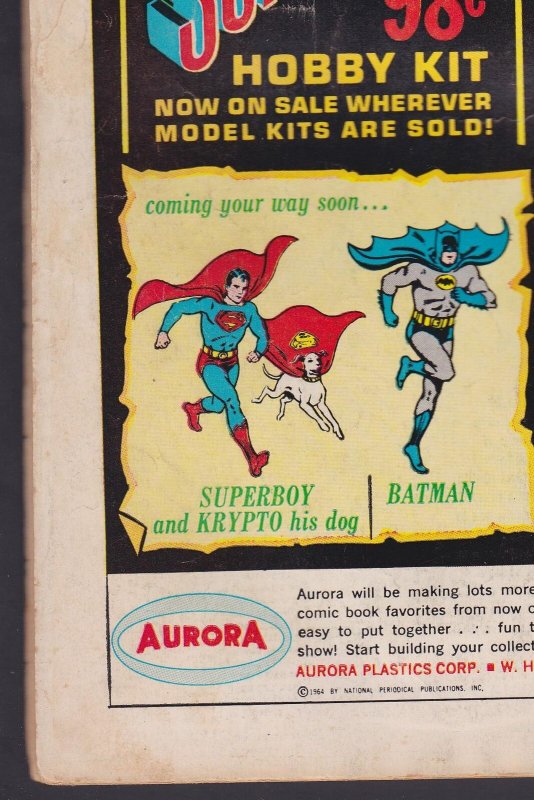 98¢
HOBBY KIT
NOW ON SALE WHEREVER
MODEL KITS ARE SOLD!
coming your way soon...
SUPERBOY
and KRYPTO his dog
BATMAN
AURORA
Aurora will be making lots more
comic book favorites from now o
easy to put together . . . fun t
show! Start building your collect
AURORA PLASTICS CORP. ■ W. H
© 1964 BY NATIONAL PERIODICAL PUBLICATIONS, INC.